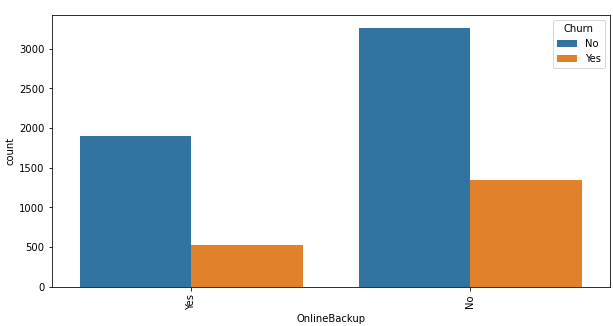 Churn
No
Yes
3000
2500
2000
1500
1000
500
0
count
Yes
No
OnlineBackup